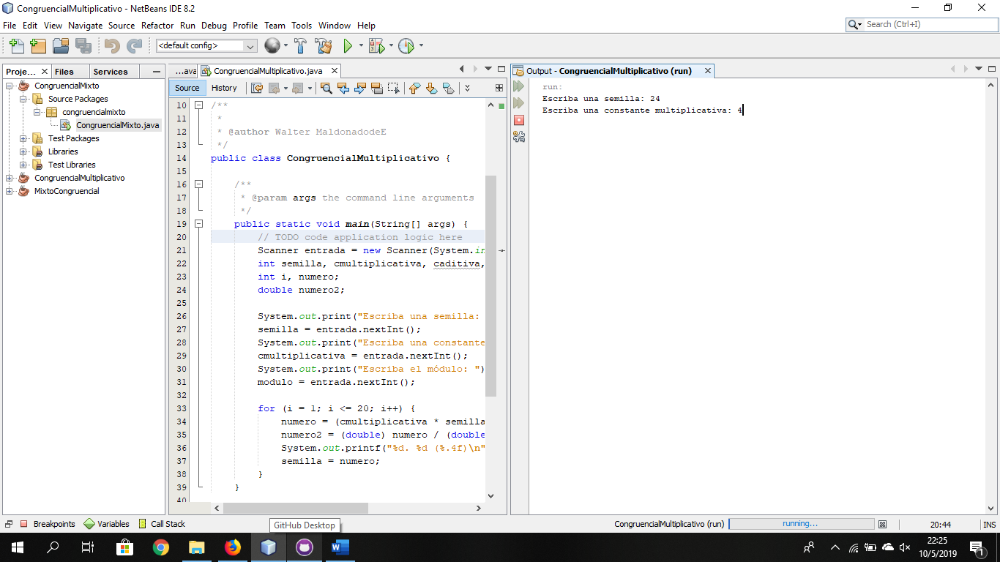 CongruencialMultiplicativo - NetBeans IDE 8.2
File Edit View Navigate Source Refactor Run Debug Profile Team Tools Window Help
Search (Ctrl+I)
<default config>
Proje... Files Services
CongruencialMixto
Source Packages
congruencialmixto
CongruencialMixto.java
Test Packages
Libraries
Test Libraries
CongruencialMultiplicativo
MixtoCongruencial
...ava CongruencialMultiplicativo.java
Source History
10 /**
11 *
12 * @author Walter MaldonadodeE
13 */
14 public class CongruencialMultiplicativo {
15
16 /**
17 * @param args the command line arguments
18 */
19 public static void main(String[] args) {
20 // TODO code application logic here
21 Scanner entrada = new Scanner(System.in
22 int semilla, cmultiplicativa, caditiva,
23 int i, numero;
24 double numero2;
25
26 System.out.print("Escriba una semilla:
27 semilla = entrada.nextInt();
28 System.out.print("Escriba una constante
29 cmultiplicativa = entrada.nextInt();
30 System.out.print("Escriba el módulo: ")
31 modulo = entrada.nextInt();
32
33 for (i = 1; i <= 20; i++) {
34 numero = (cmultiplicativa * semilla
35 numero2 = (double) numero / (double
36 System.out.printf("%d. %d (%.4f)\n"
37 semilla = numero;
38 }
39 }
40
Output - CongruencialMultiplicativo (run)
run:
Escriba una semilla: 24
Escriba una constante multiplicativa: 4
Breakpoints Variables Call Stack
GitHub Desktop
CongruencialMultiplicativo (run) running... 20:44 INS
22:25
10/5/2019
1